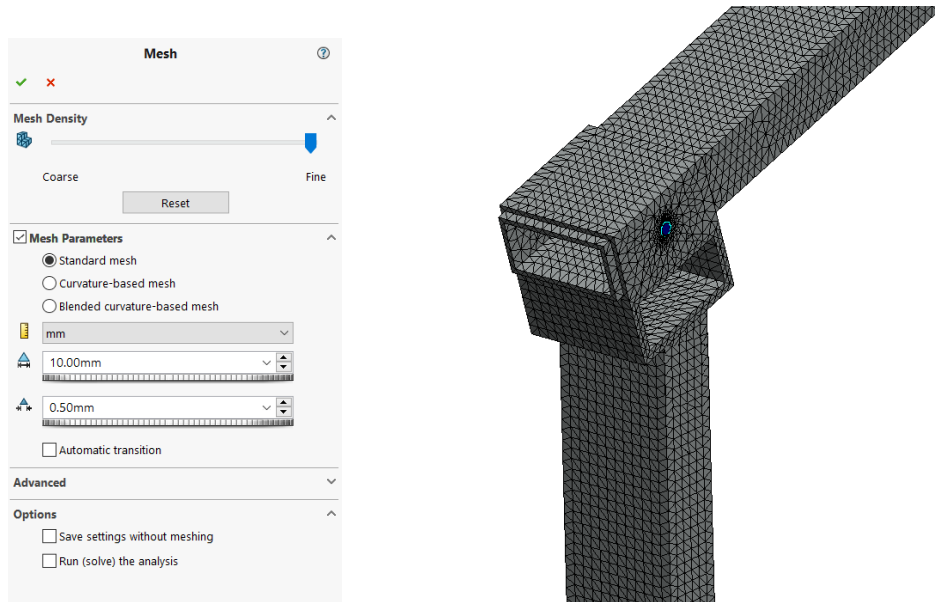 Mesh
Mesh Density
Coarse Fine
Reset
Mesh Parameters
Standard mesh
Curvature-based mesh
Blended curvature-based mesh
mm
10.00mm
0.50mm
Automatic transition
Advanced
Options
Save settings without meshing
Run (solve) the analysis